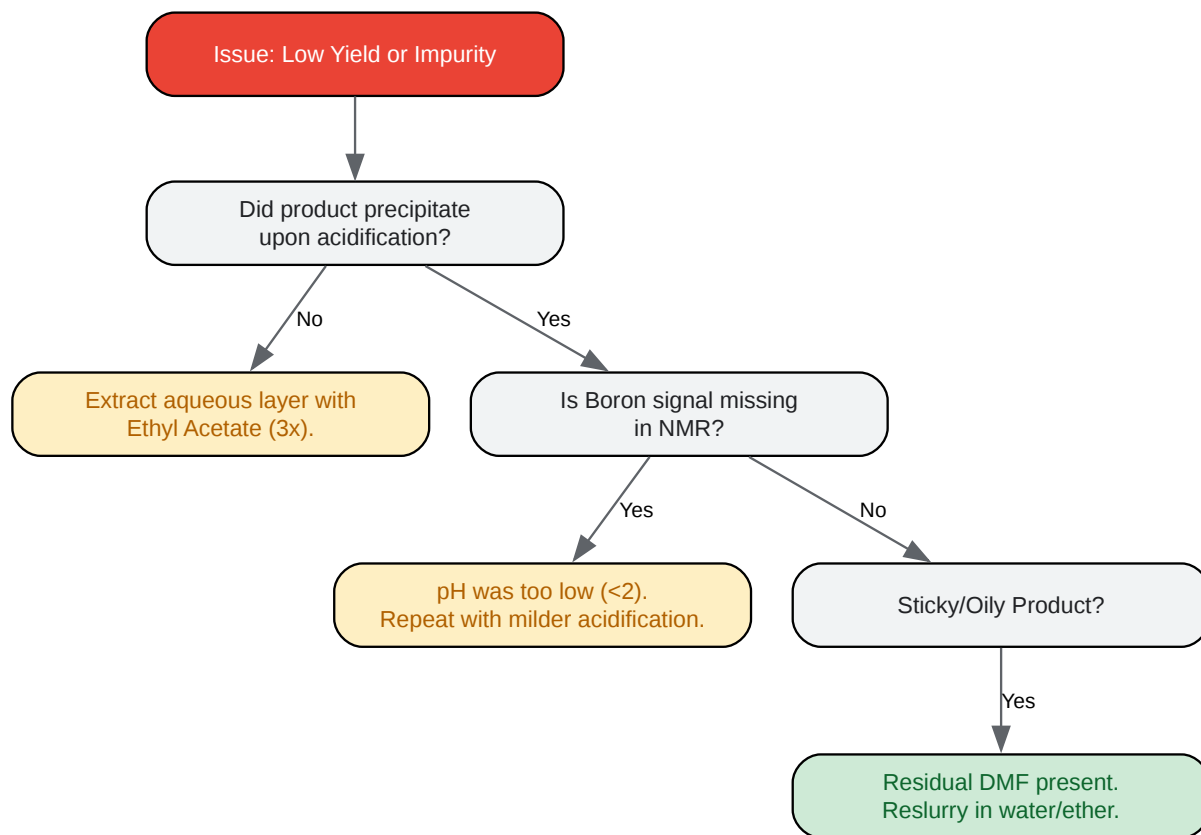 Issue: Low Yield or Impurity
Did product precipitate
upon acidification?
No
Yes
Extract aqueous layer with
Ethyl Acetate (3x).
Is Boron signal missing
in NMR?
Yes
No
pH was too low (<2).
Repeat with milder acidification.
Sticky/Oily Product?
Yes
Residual DMF present.
Reslurry in water/ether.